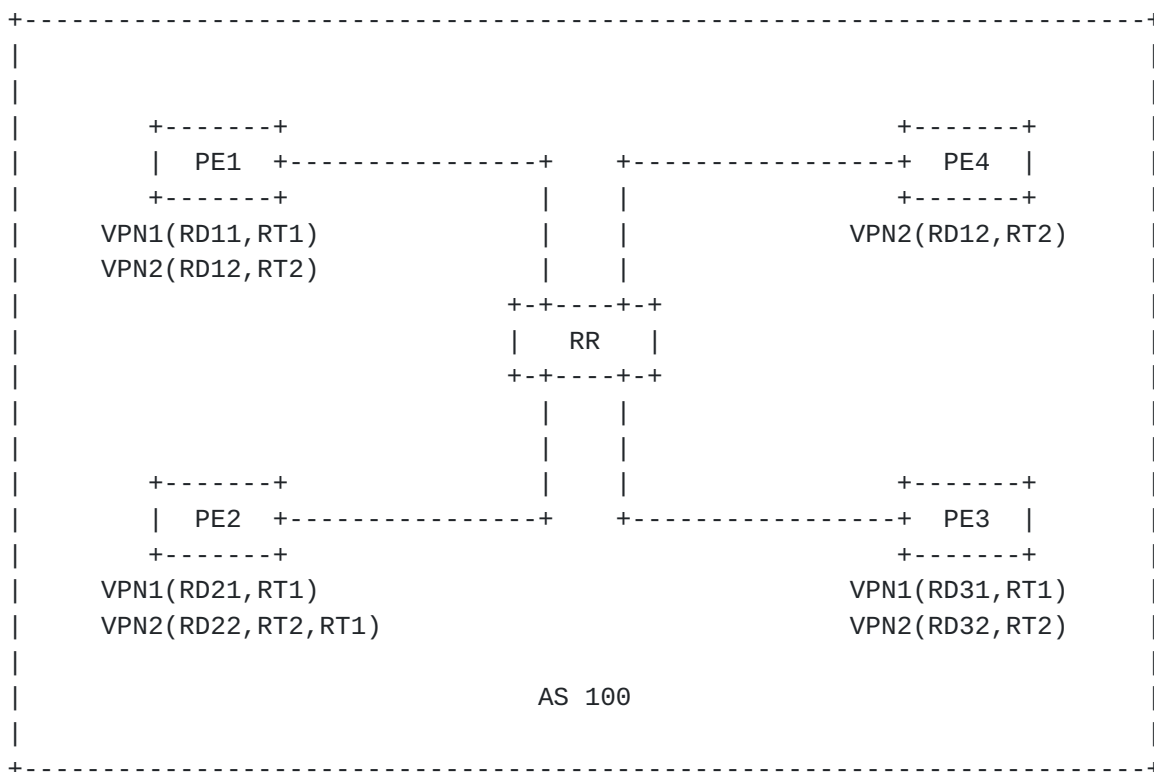 PE1 PE4
VPN1(RD11,RT1) VPN2(RD12,RT2)
VPN2(RD12,RT2)
RR
PE2 PE3
VPN1(RD21,RT1) VPN1(RD31,RT1)
VPN2(RD22,RT2,RT1) VPN2(RD32,RT2)
AS 100